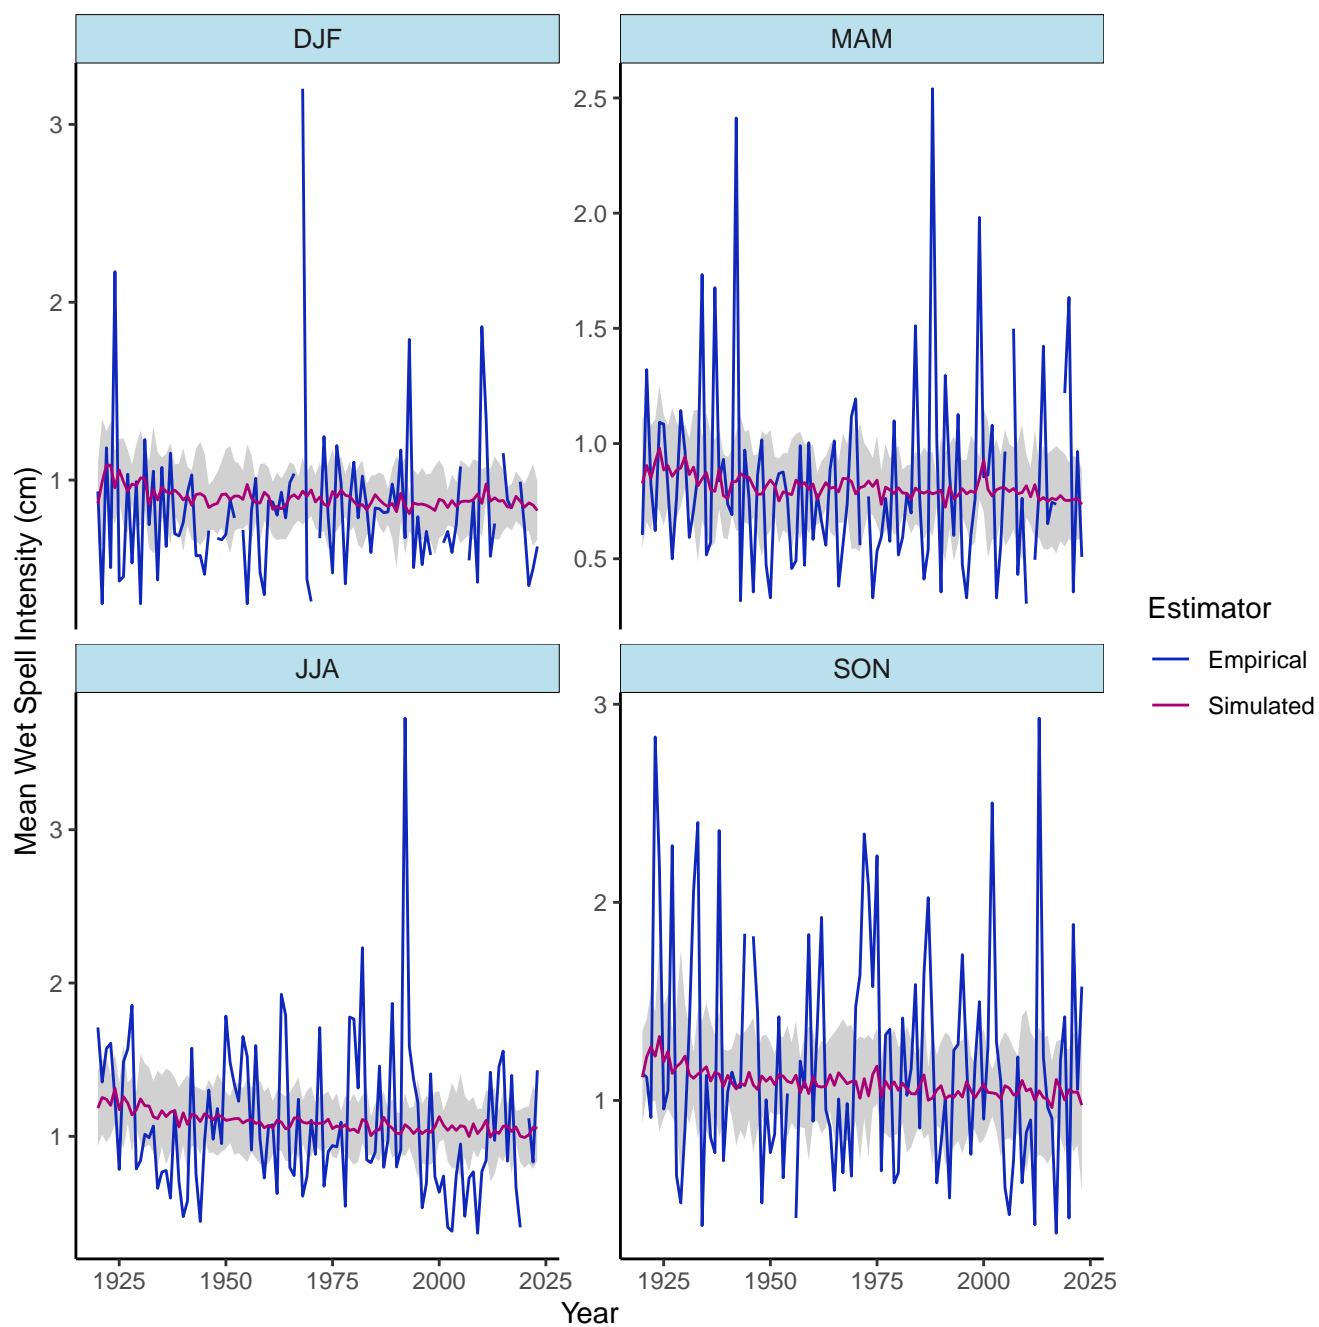 DJF
MAM
3
2
1
2.5
2.0
1.5
1.0
0.5
Mean Wet Spell Intensity (cm)
JJA
SON
3
2
1
3
2
1
1925 1950 1975 2000 2025
1925 1950 1975 2000 2025
Year
Estimator
Empirical
Simulated